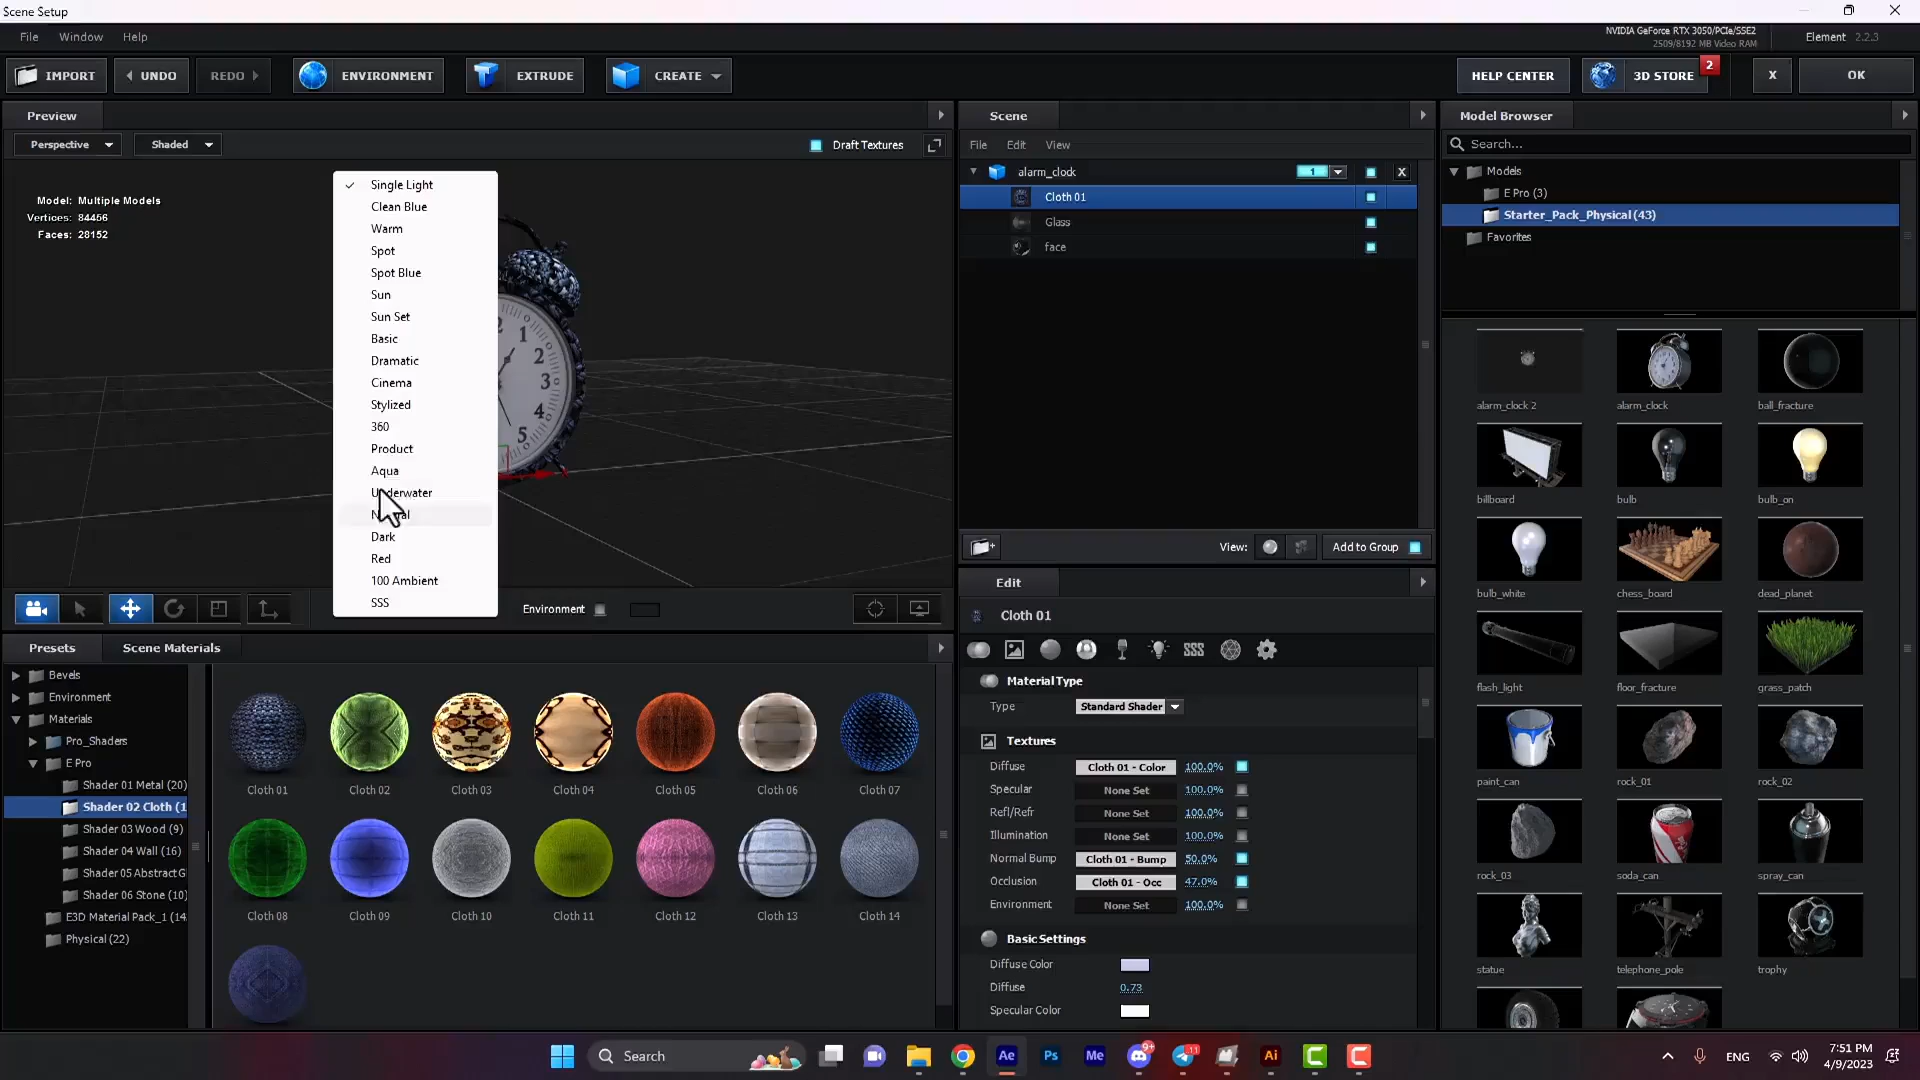 Scene Setup
File Window Help
NVIDIA GeForce RTX 3050/PCIe/SSE2
2509/8192 MB Video RAM
Element 2.2.3
IMPORT UNDO REDO ENVIRONMENT EXTRUDE CREATE HELP CENTER 3D STORE 2 X OK
Preview
Perspective Shaded Draft Textures
Model: Multiple Models
Vertices: 84456
Faces: 28152
Single Light
Clean Blue
Warm
Spot
Spot Blue
Sun
Sun Set
Basic
Dramatic
Cinema
Stylized
360
Product
Aqua
Underwater
Dark
Red
100 Ambient
SSS
Environment
Scene
File Edit View
alarm_clock 1 X
Cloth 01
Glass
face
View: Add to Group
Model Browser
Search...
Models
E Pro (3)
Starter_Pack_Physical (43)
Favorites
alarm_clock 2 alarm_clock ball_fracture
billboard bulb bulb_on
bulb_white chess_board dead_planet
flash_light floor_fracture grass_patch
paint_can rock_01 rock_02
rock_03 soda_can spray_can
statue telephone_pole trophy
Presets Scene Materials
Bevels
Environment
Materials
Pro_Shaders
E Pro
Shader 01 Metal (20)
Shader 02 Cloth (1
Shader 03 Wood (9)
Shader 04 Wall (16)
Shader 05 Abstract G
Shader 06 Stone (10)
E3D Material Pack_1 (14
Physical (22)
Cloth 01 Cloth 02 Cloth 03 Cloth 04 Cloth 05 Cloth 06 Cloth 07
Cloth 08 Cloth 09 Cloth 10 Cloth 11 Cloth 12 Cloth 13 Cloth 14
Edit
Cloth 01
SSS
Material Type
Type Standard Shader
Textures
Diffuse Cloth 01 - Color 100.0%
Specular None Set 100.0%
Refl/Refr None Set 100.0%
Illumination None Set 100.0%
Normal Bump Cloth 01 - Bump 50.0%
Occlusion Cloth 01 - Occ 47.0%
Environment None Set 100.0%
Basic Settings
Diffuse Color
Diffuse 0.73
Specular Color
Search
Ae Ps Me 9+ 11 Ai
ENG
7:51 PM
4/9/2023